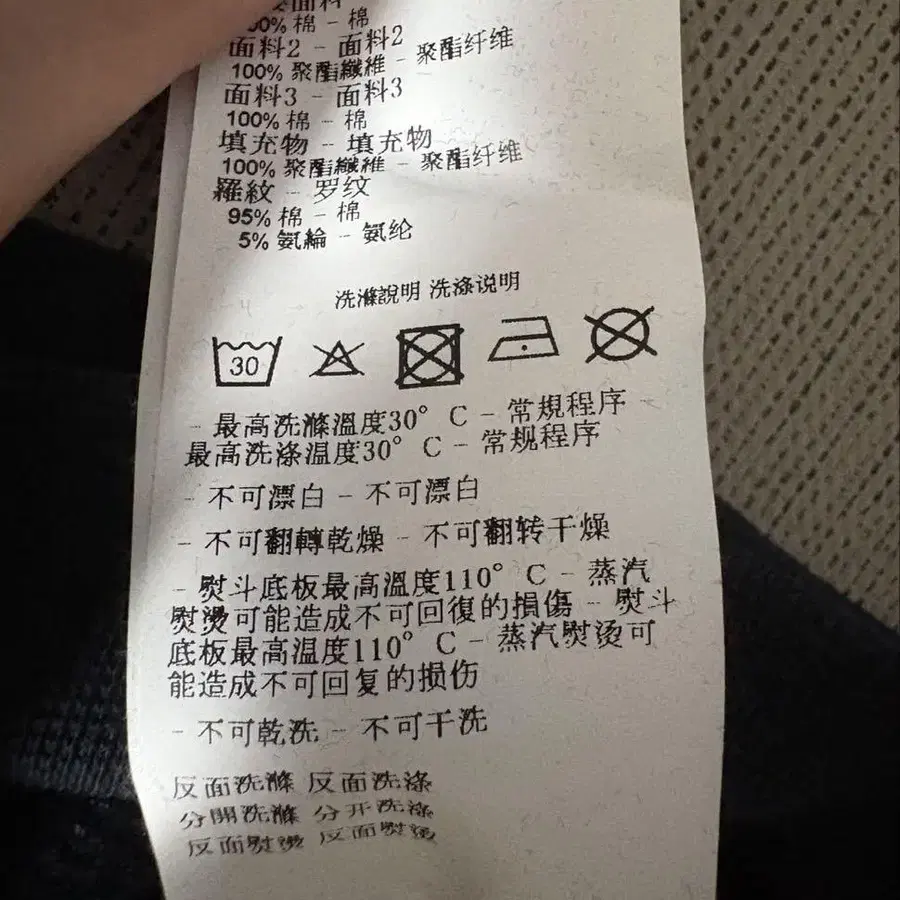 面料
00% 棉 - 棉
面料2 - 面料2
100% 聚酯纖維 - 聚酯纤维
面料3 - 面料3
100% 棉 - 棉
填充物 - 填充物
100% 聚酯纖維 - 聚酯纤维
羅紋 - 罗纹
95% 棉 - 棉
5% 氨綸 - 氨纶
洗滌說明 洗涤说明
30
- 最高洗滌溫度30° C - 常規程序 -
最高洗涤温度30° C - 常规程序
- 不可漂白 - 不可漂白
- 不可翻轉乾燥 - 不可翻转干燥
- 熨斗底板最高溫度110° C - 蒸汽
熨燙可能造成不可回復的損傷 - 熨斗
底板最高温度110° C - 蒸汽熨烫可
能造成不可回复的损伤
- 不可乾洗 - 不可干洗
反面洗滌 反面洗涤
分開洗滌 分开洗涤
反面熨燙 反面熨烫